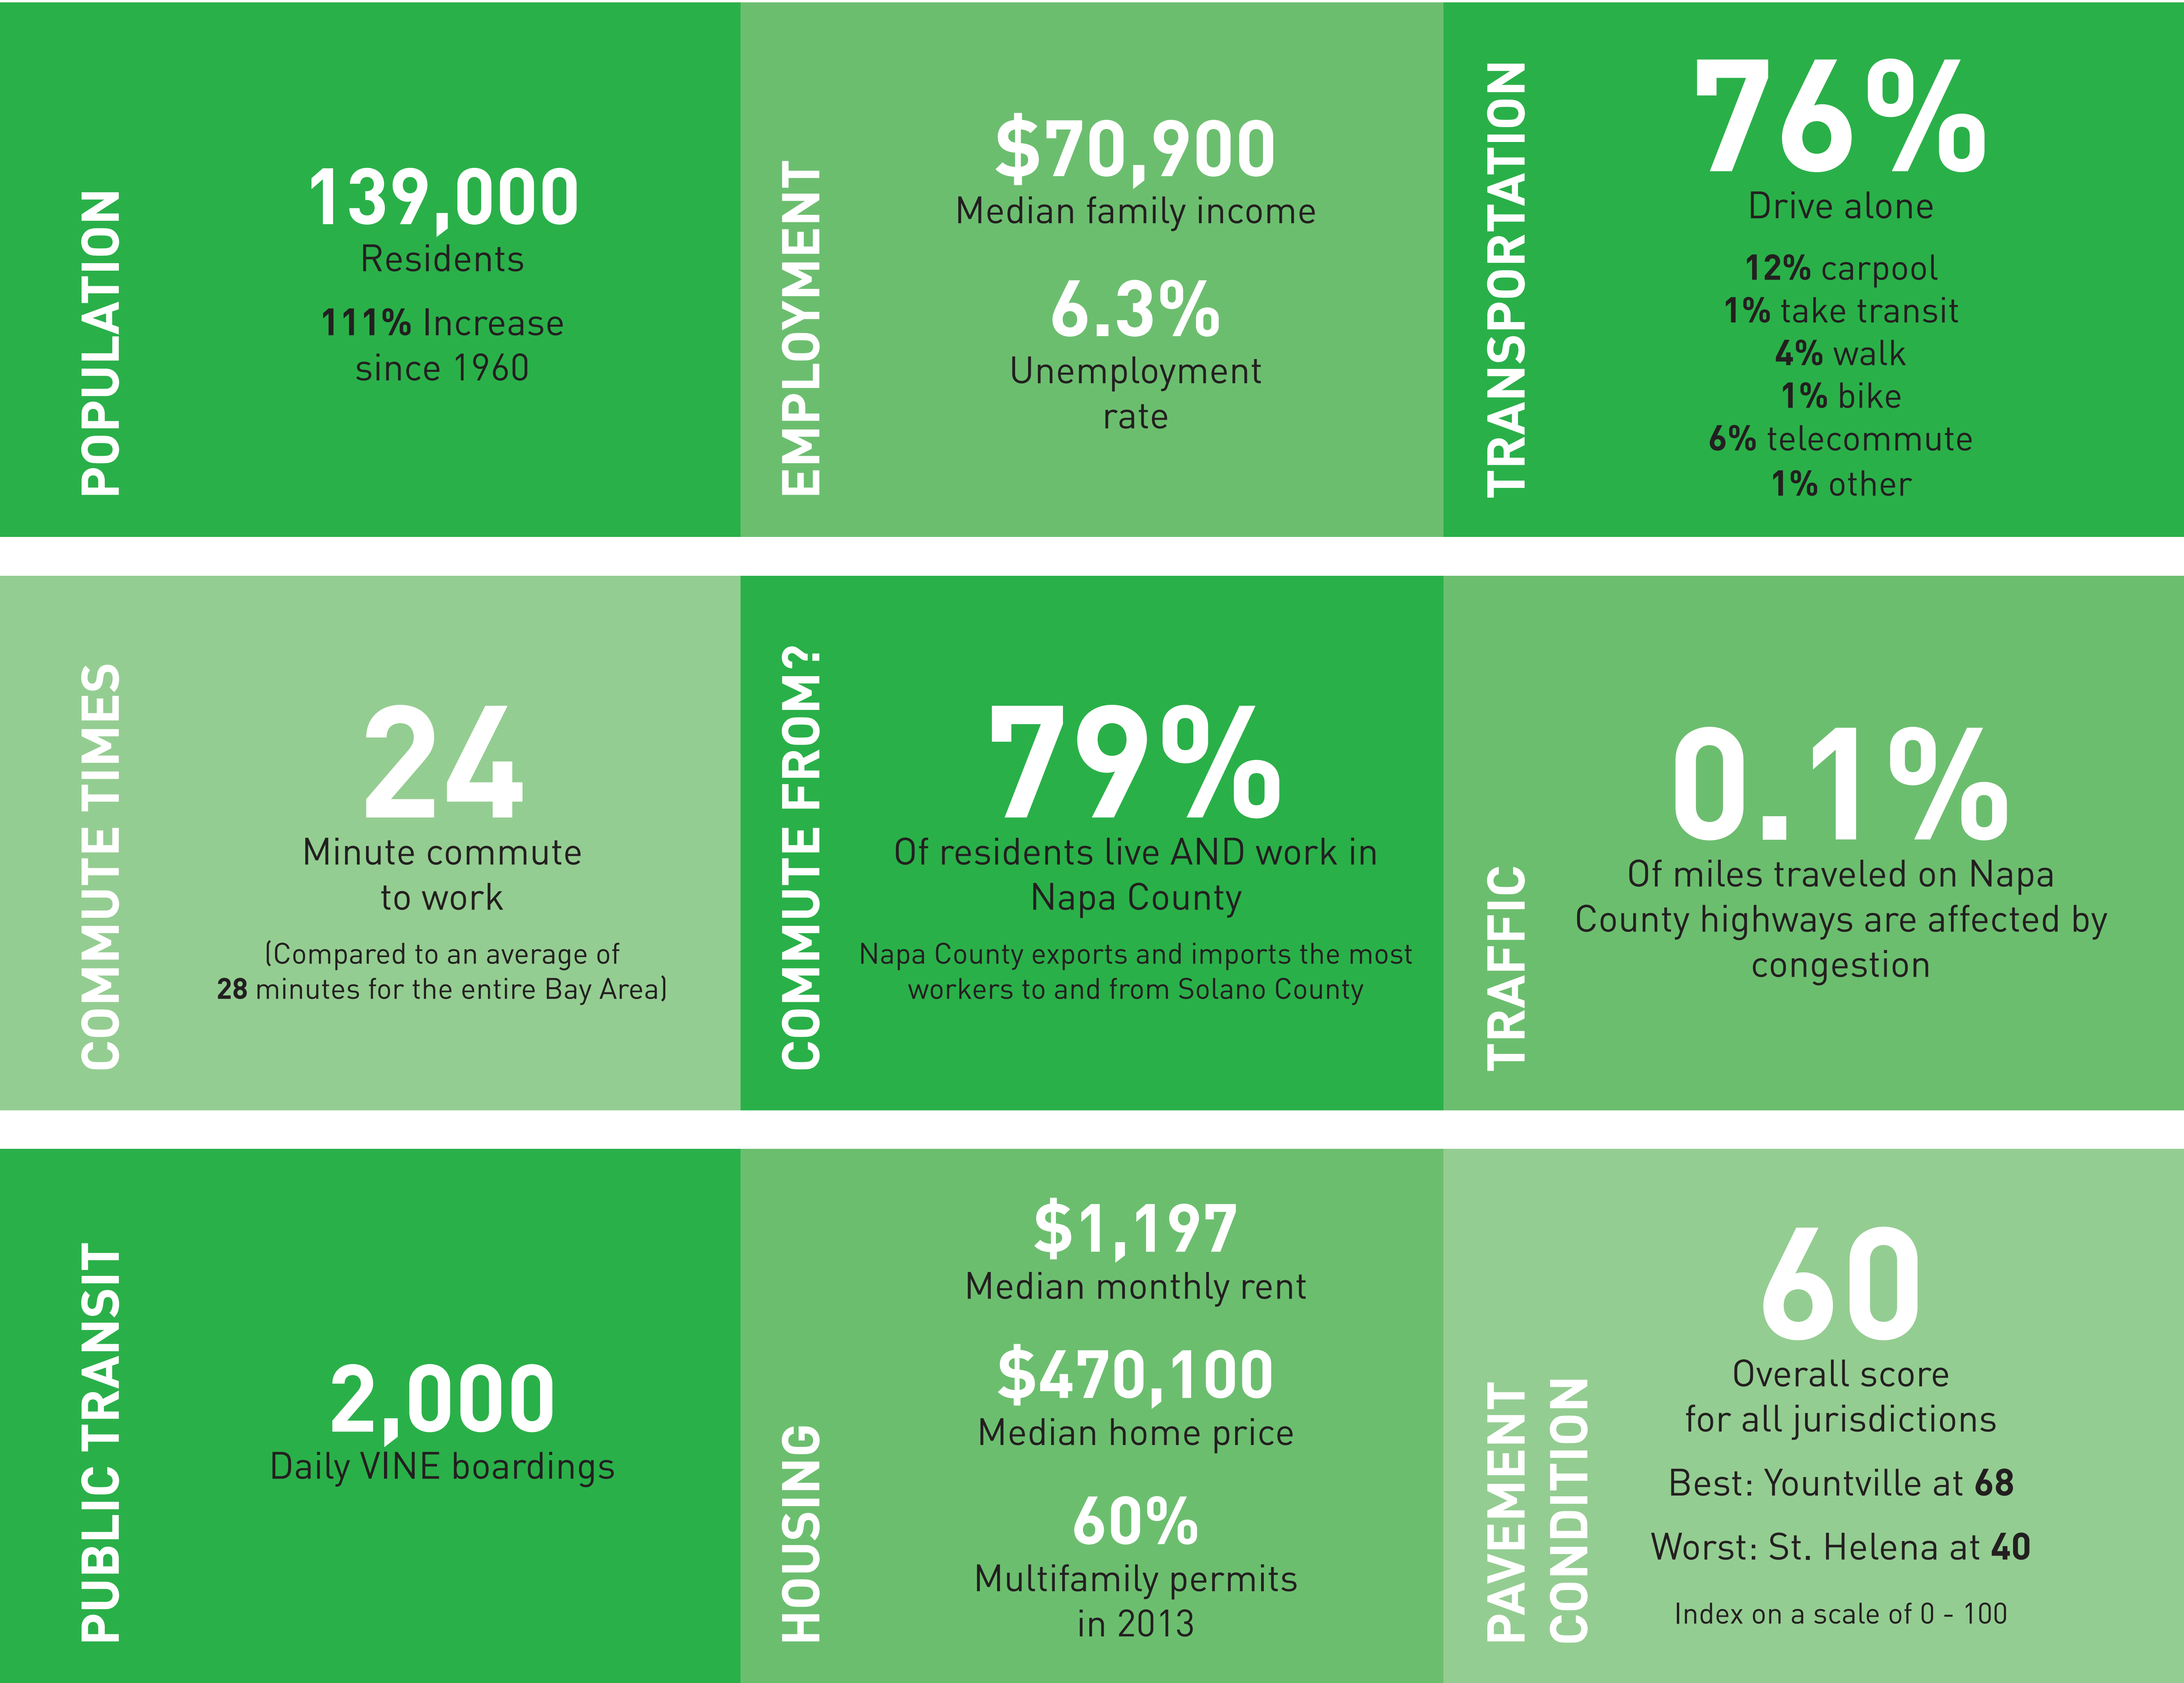 POPULATION
139,000
Residents
111% Increase
since 1960
EMPLOYMENT
$70,900
Median family income
6.3%
Unemployment
rate
TRANSPORTATION
76%
Drive alone
12% carpool
1% take transit
4% walk
1% bike
6% telecommute
1% other
COMMUTE TIMES
24
Minute commute
to work
(Compared to an average of
28 minutes for the entire Bay Area)
COMMUTE FROM?
79%
Of residents live AND work in
Napa County
Napa County exports and imports the most
workers to and from Solano County
TRAFFIC
0.1%
Of miles traveled on Napa
County highways are affected by
congestion
PUBLIC TRANSIT
2,000
Daily VINE boardings
HOUSING
$1,197
Median monthly rent
$470,100
Median home price
60%
Multifamily permits
in 2013
PAVEMENT
CONDITION
60
Overall score
for all jurisdictions
Best: Yountville at 68
Worst: St. Helena at 40
Index on a scale of 0 - 100